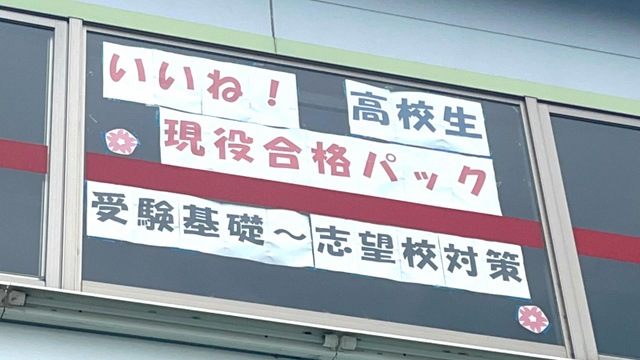 いいね！ 高校生
現役合格パック
受験基礎～志望校対策